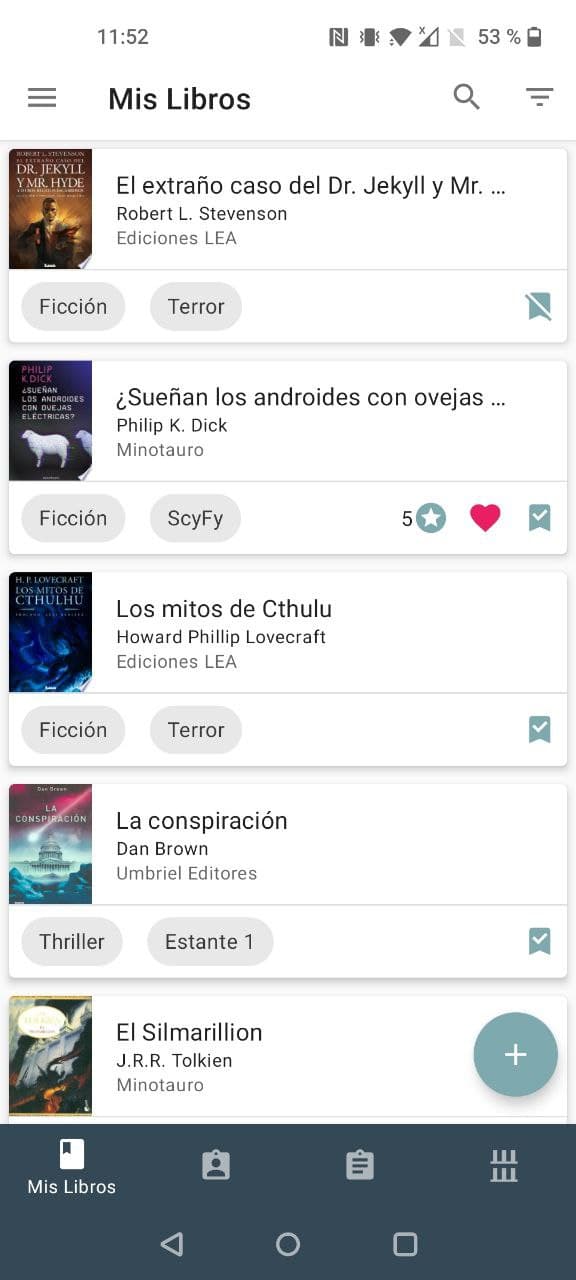 11:52
53 %
Mis Libros
ROBERT L. STEVENSON
EL EXTRAÑO CASO DEL
DR. JEKYLL
Y MR. HYDE
El extraño caso del Dr. Jekyll y Mr. ...
Robert L. Stevenson
Ediciones LEA
Ficción
Terror
PHILIP
K.DICK
¿SUEÑAN
LOS ANDROIDES
CON OVEJAS
ELÉCTRICAS?
¿Sueñan los androides con ovejas ...
Philip K. Dick
Minotauro
Ficción
ScyFy
5
H. P. LOVECRAFT
LOS MITOS DE
CTHULHU
Los mitos de Cthulu
Howard Phillip Lovecraft
Ediciones LEA
Ficción
Terror
Dan Brown
LA
CONSPIRACIÓN
La conspiración
Dan Brown
Umbriel Editores
Thriller
Estante 1
El Silmarillion
J.R.R. Tolkien
Minotauro
Mis Libros